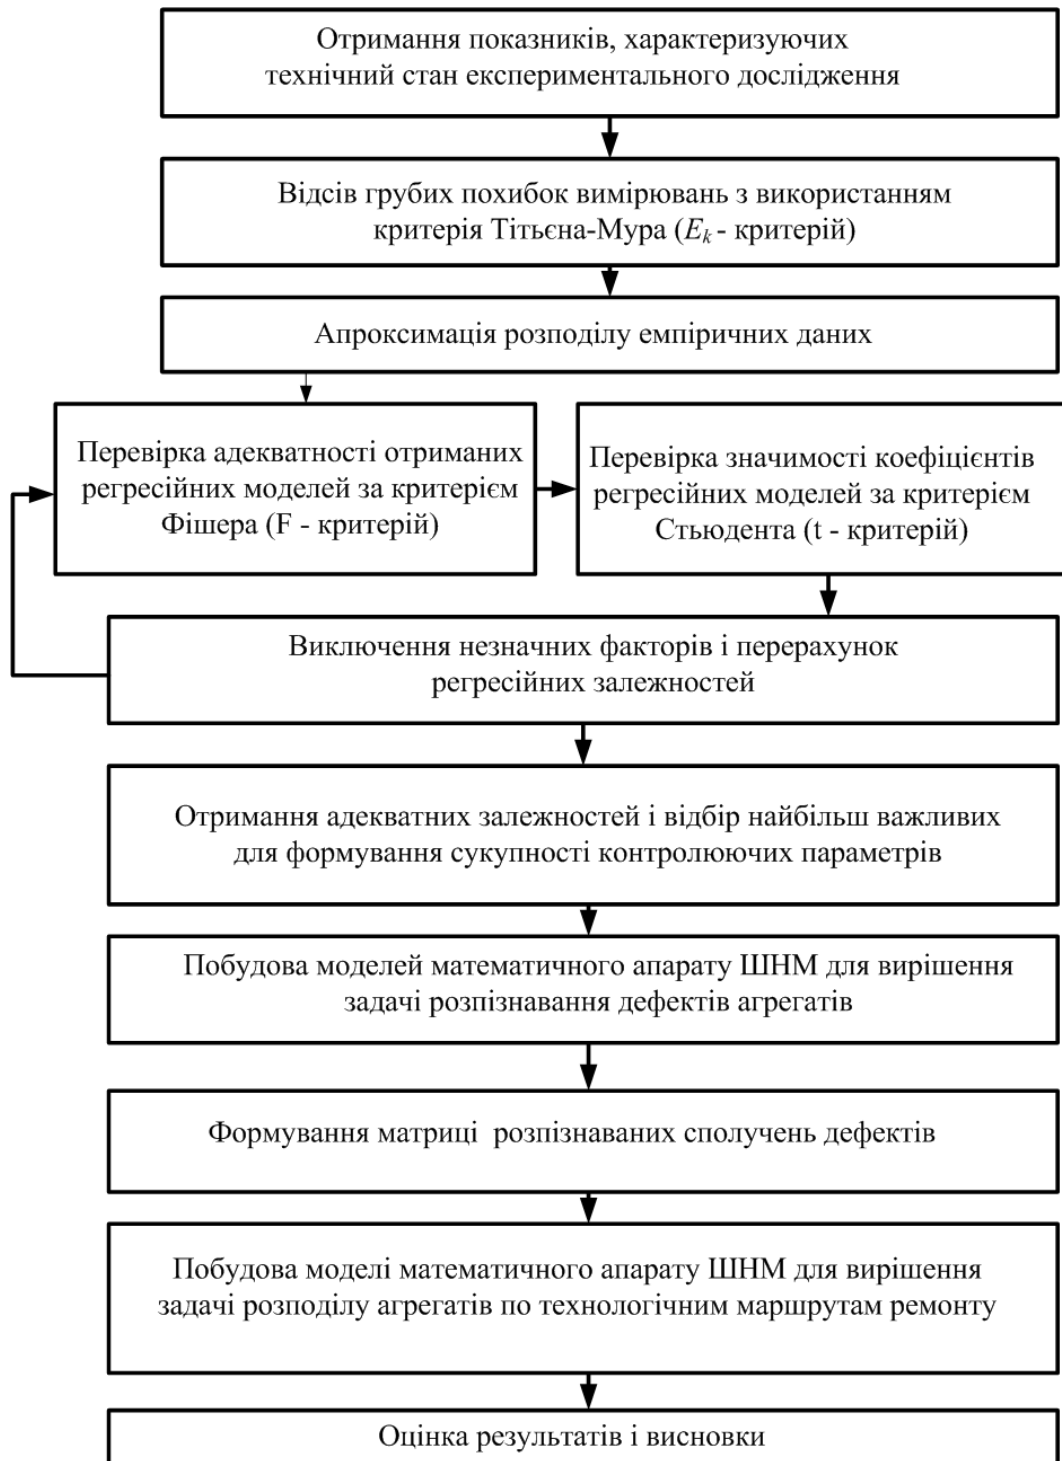 Отримання показників, характеризуючих
технічний стан експериментального дослідження
Відсів грубих похибок вимірювань з використанням
критерія Тітьєна-Мура (Ek - критерій)
Апроксимація розподілу емпіричних даних
Перевірка адекватності отриманих
регресійних моделей за критерієм
Фішера (F - критерій)
Перевірка значимості коефіцієнтів
регресійних моделей за критерієм
Стьюдента (t - критерій)
Виключення незначних факторів і перерахунок
регресійних залежностей
Отримання адекватних залежностей і відбір найбільш важливих
для формування сукупності контролюючих параметрів
Побудова моделей математичного апарату ШНМ для вирішення
задачі розпізнавання дефектів агрегатів
Формування матриці розпізнаваних сполучень дефектів
Побудова моделі математичного апарату ШНМ для вирішення
задачі розподілу агрегатів по технологічним маршрутам ремонту
Оцінка результатів і висновки